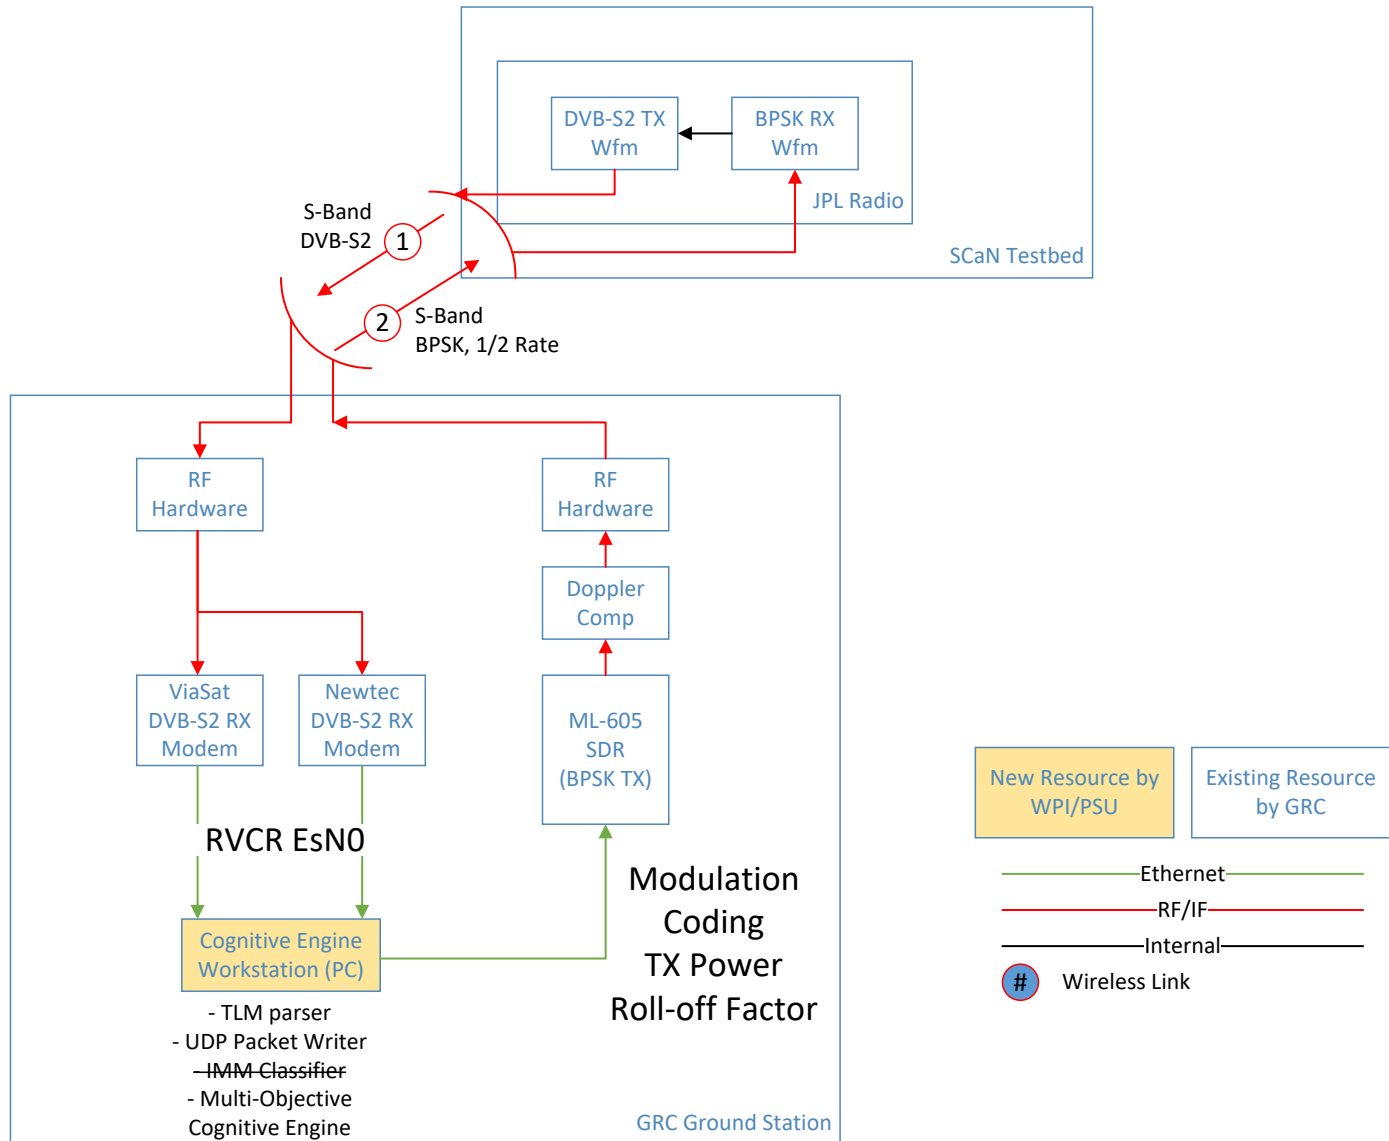 DVB-S2 TX
Wfm
BPSK RX
Wfm
JPL Radio
SCaN Testbed
S-Band
DVB-S2
1
2
S-Band
BPSK, 1/2 Rate
RF
Hardware
RF
Hardware
Doppler
Comp
ViaSat
DVB-S2 RX
Modem
Newtec
DVB-S2 RX
Modem
ML-605
SDR
(BPSK TX)
RVCR EsN0
Modulation
Coding
TX Power
Roll-off Factor
Cognitive Engine
Workstation (PC)
- TLM parser
- UDP Packet Writer
- IMM Classifier
- Multi-Objective
Cognitive Engine
GRC Ground Station
New Resource by
WPI/PSU
Existing Resource
by GRC
Ethernet
RF/IF
Internal
# Wireless Link